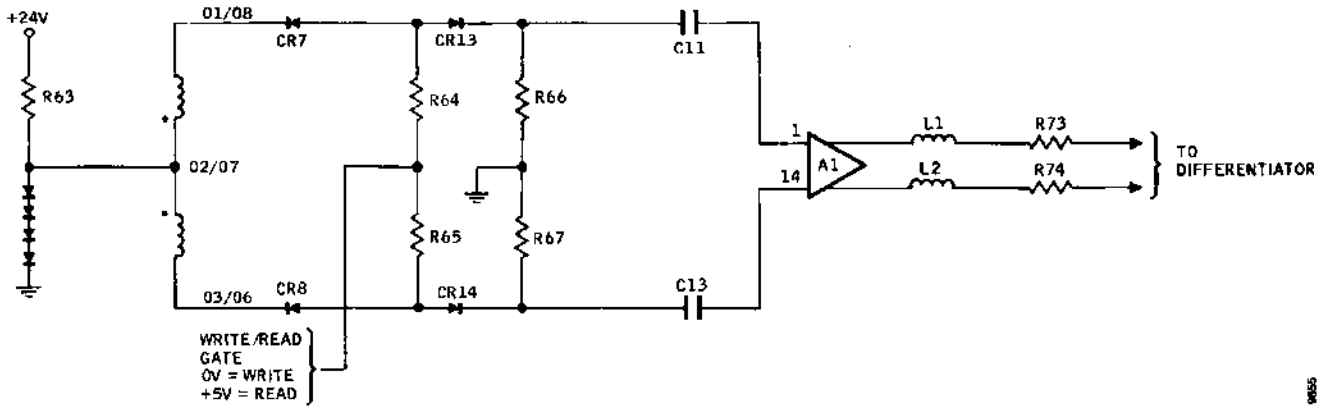 +24V
01/08
CR7
CR13
C11
R63
R64
R66
L1
R73
1
02/07
A1
TO
DIFFERENTIATOR
14
L2
R74
R65
R67
03/06
CR8
CR14
C13
WRITE/READ
GATE
0V = WRITE
+5V = READ